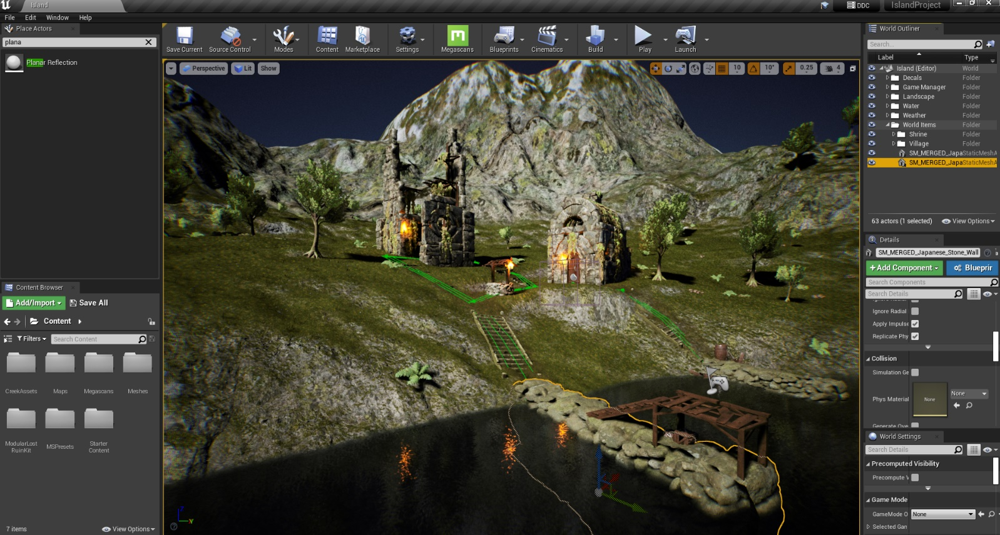 Island
DDC
IslandProject
File
Edit
Window
Help
Place Actors
plana
Planar Reflection
Save Current
Source Control
Modes
Content
Marketplace
Settings
Megascans
Blueprints
Cinematics
Build
Play
Launch
Perspective
Lit
Show
10
10°
0.25
4
World Outliner
Search...
Label
Type
Island (Editor)
World
Decals
Folder
Game Manager
Folder
Landscape
Folder
Water
Folder
Weather
Folder
World Items
Folder
Shrine
Folder
Village
Folder
SM_MERGED_Japa
StaticMeshA
SM_MERGED_Japa
StaticMeshA
63 actors (1 selected)
View Options
Details
SM_MERGED_Japanese_Stone_Wall
+Add Component
Blueprir
Search Components
Search Details
Ignore Radial
Apply Impulse
Replicate Phy
Collision
Simulation Ge
Phys Material
None
None
Generate Ove
World Settings
Search Details
Precomputed Visibility
Precompute V
Game Mode
GameMode O
None
Selected Gan
Content Browser
Add/Import
Save All
Content
Filters
Search Content
CreekAssets
Maps
Megascans
Meshes
ModularLost
RuinKit
MSPresets
Starter
Content
7 items
View Options
Z
Y